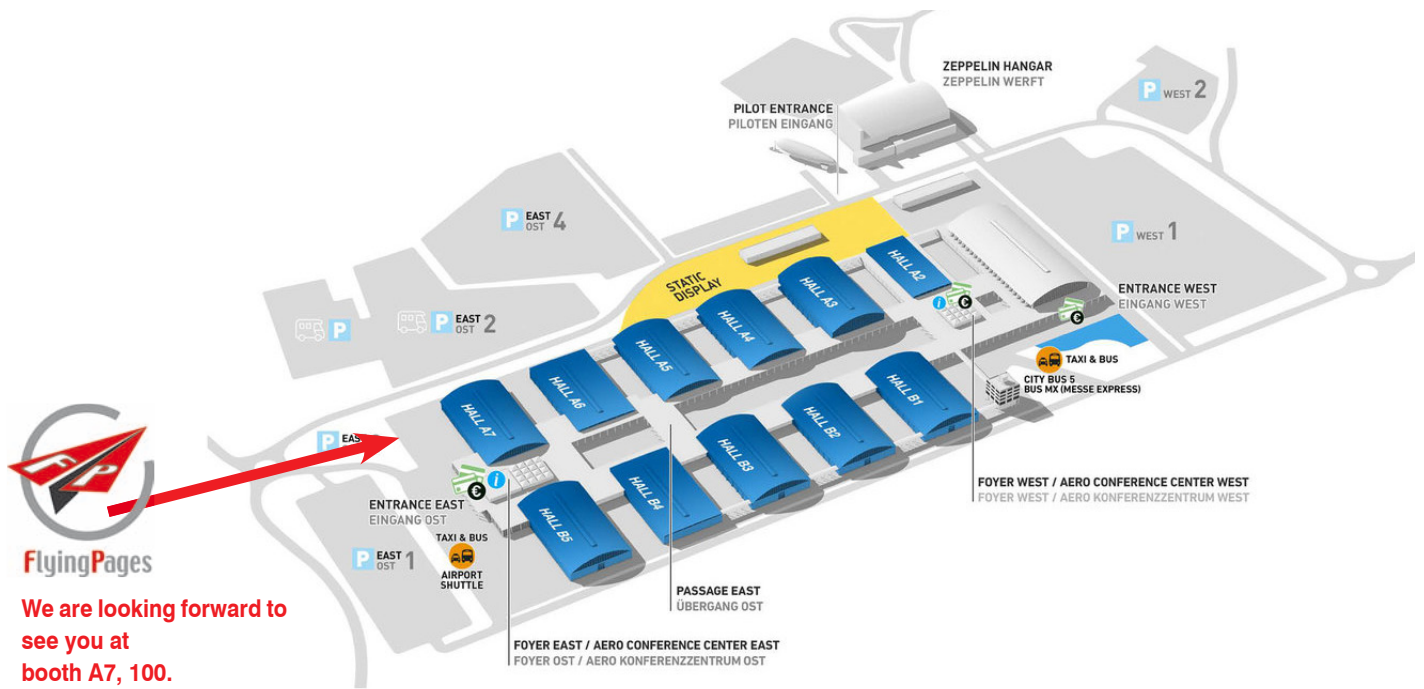 ZEPPELIN HANGAR
ZEPPELIN WERFT
P WEST 2
PILOT ENTRANCE
PILOTEN EINGANG
P EAST 4
OST
P WEST 1
STATIC
DISPLAY
HALL A2
HALL A3
HALL A4
HALL A5
HALL A6
HALL A7
ENTRANCE WEST
EINGANG WEST
i
€
€
P
P EAST 2
OST
TAXI & BUS
CITY BUS 5
BUS MX (MESSE EXPRESS)
HALL B1
HALL B2
HALL B3
HALL B4
HALL B5
P
FP
FlyingPages
i
€
ENTRANCE EAST
EINGANG OST
FOYER WEST / AERO CONFERENCE CENTER WEST
FOYER WEST / AERO KONFERENZZENTRUM WEST
TAXI & BUS
AIRPORT
SHUTTLE
P EAST 1
OST
PASSAGE EAST
ÜBERGANG OST
FOYER EAST / AERO CONFERENCE CENTER EAST
FOYER OST / AERO KONFERENZZENTRUM OST
We are looking forward to
see you at
booth A7, 100.